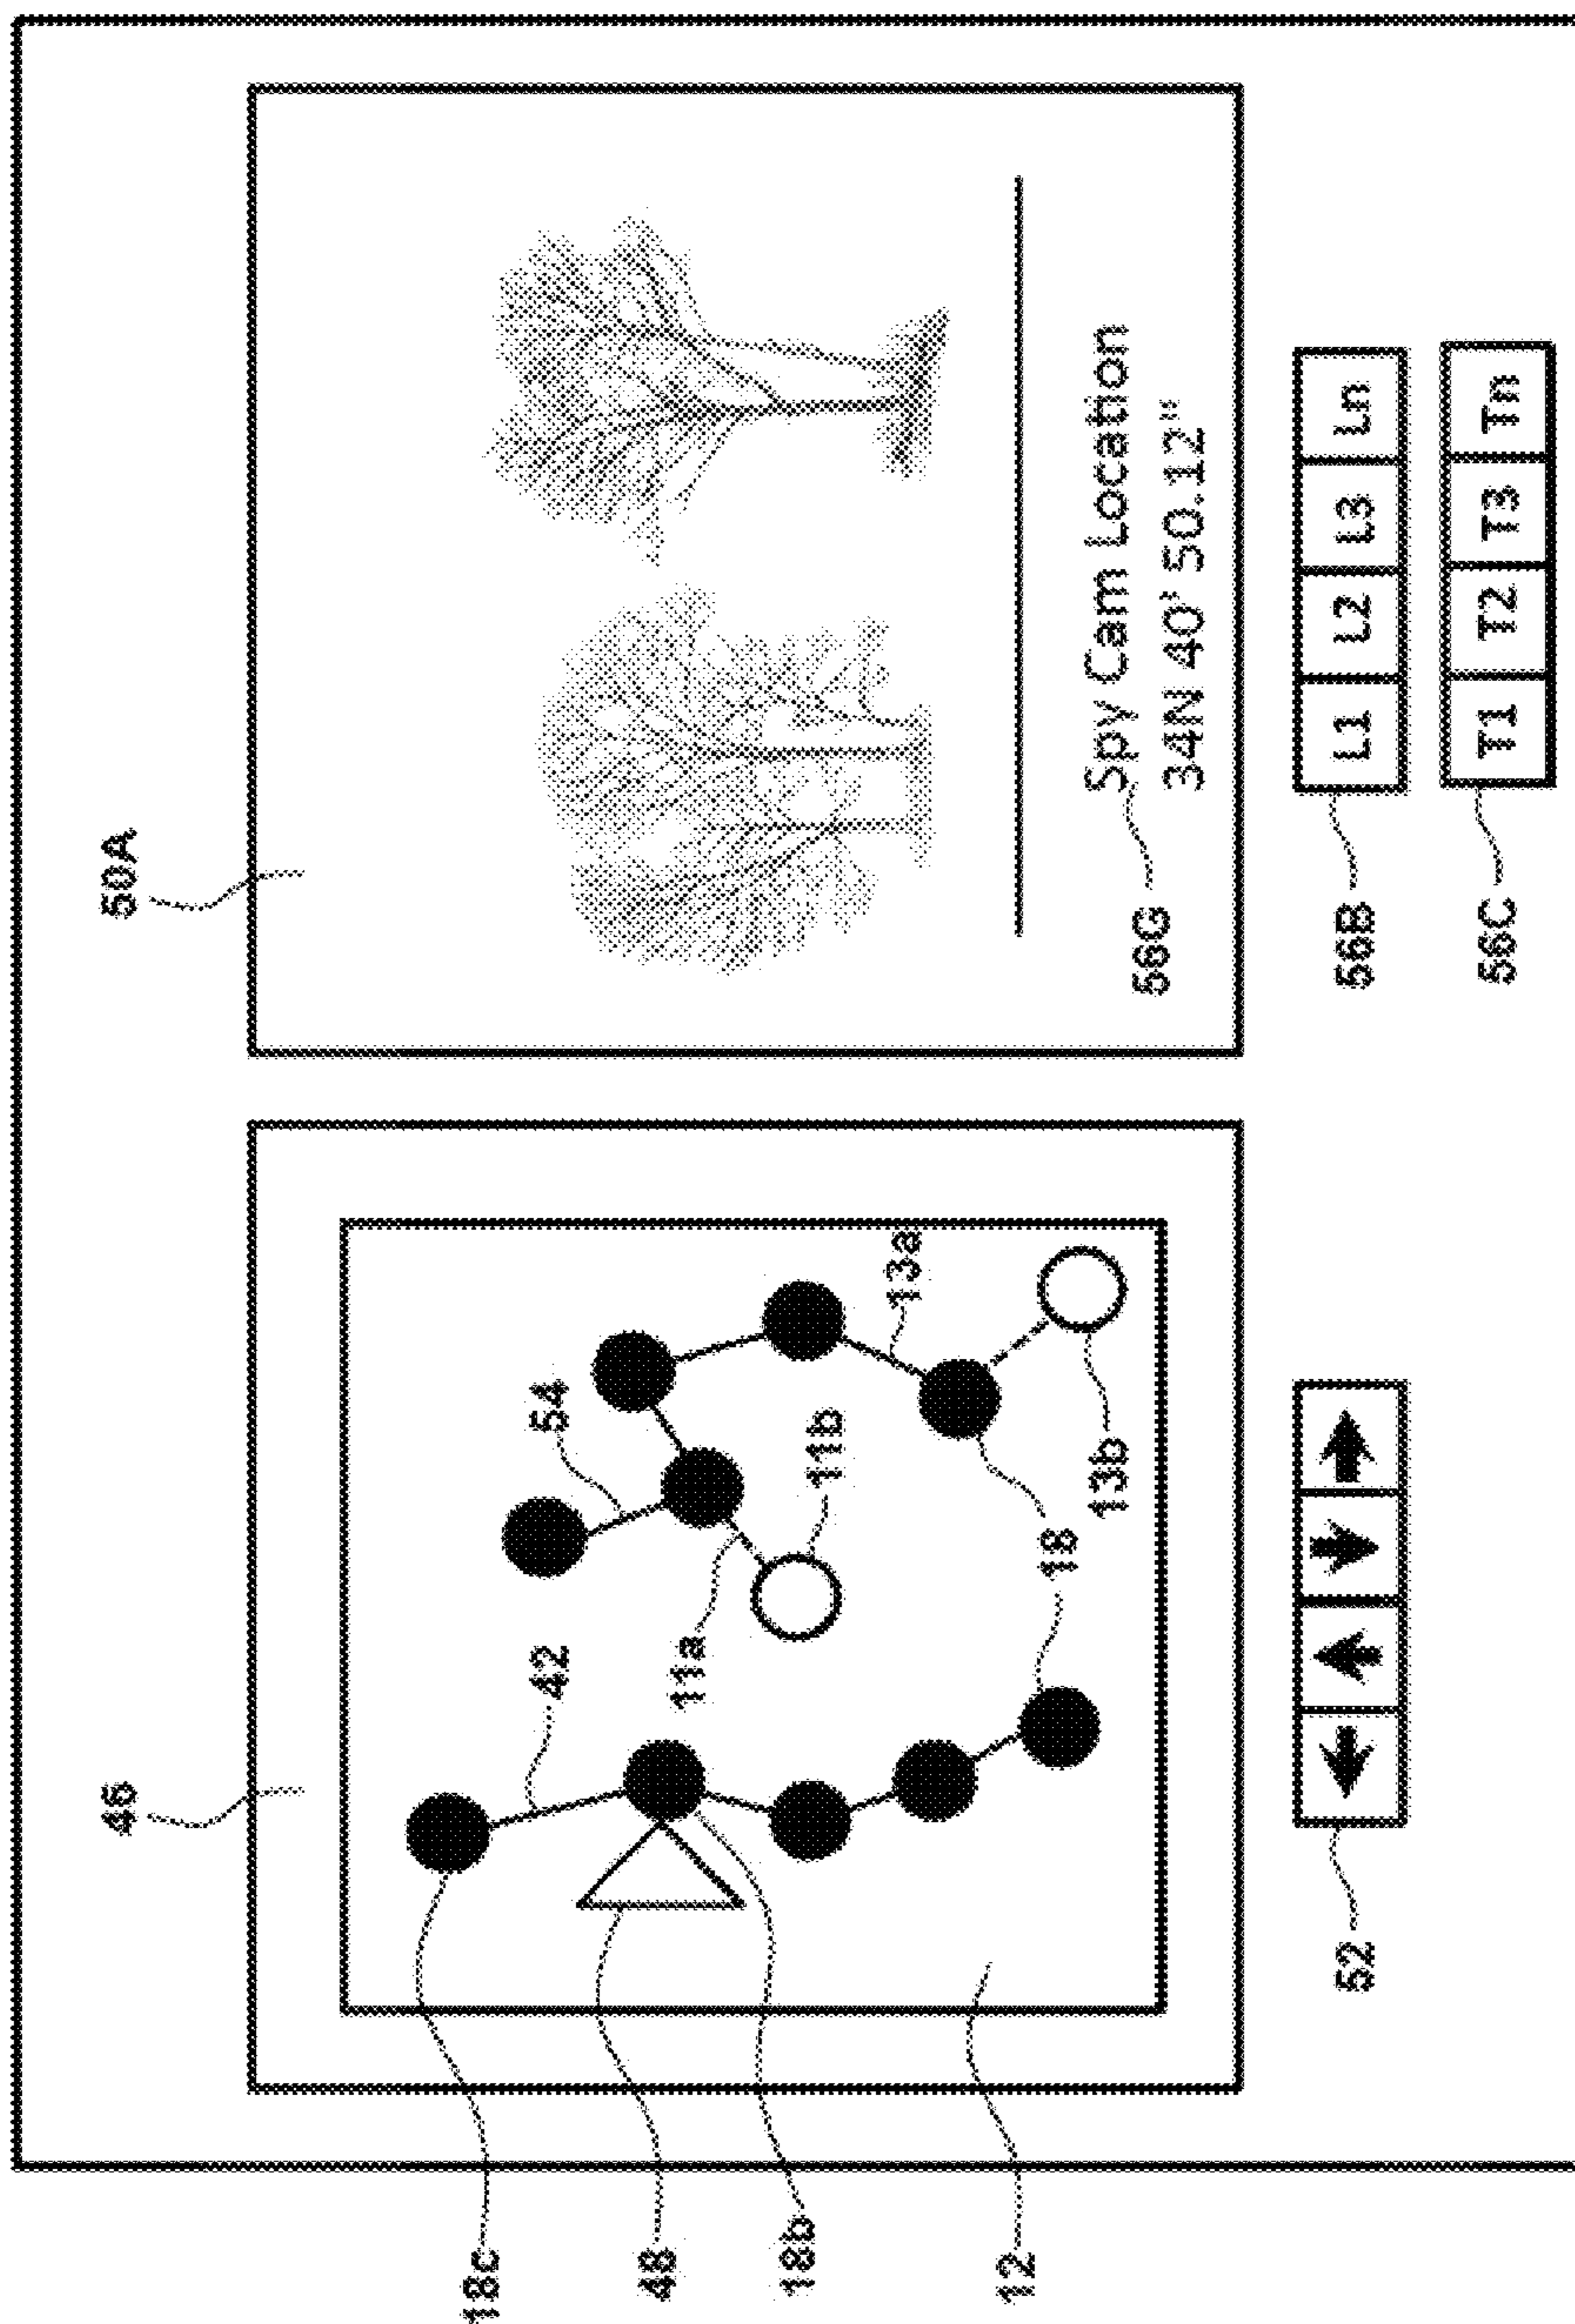 46
50A
18c
42
54
48
11a
18b
11b
13a
12
18
13b
Spy Cam Location
56G
34N 40' 50.12"
52
56B
L1 L2 L3 Ln
56C
T1 T2 T3 Tn